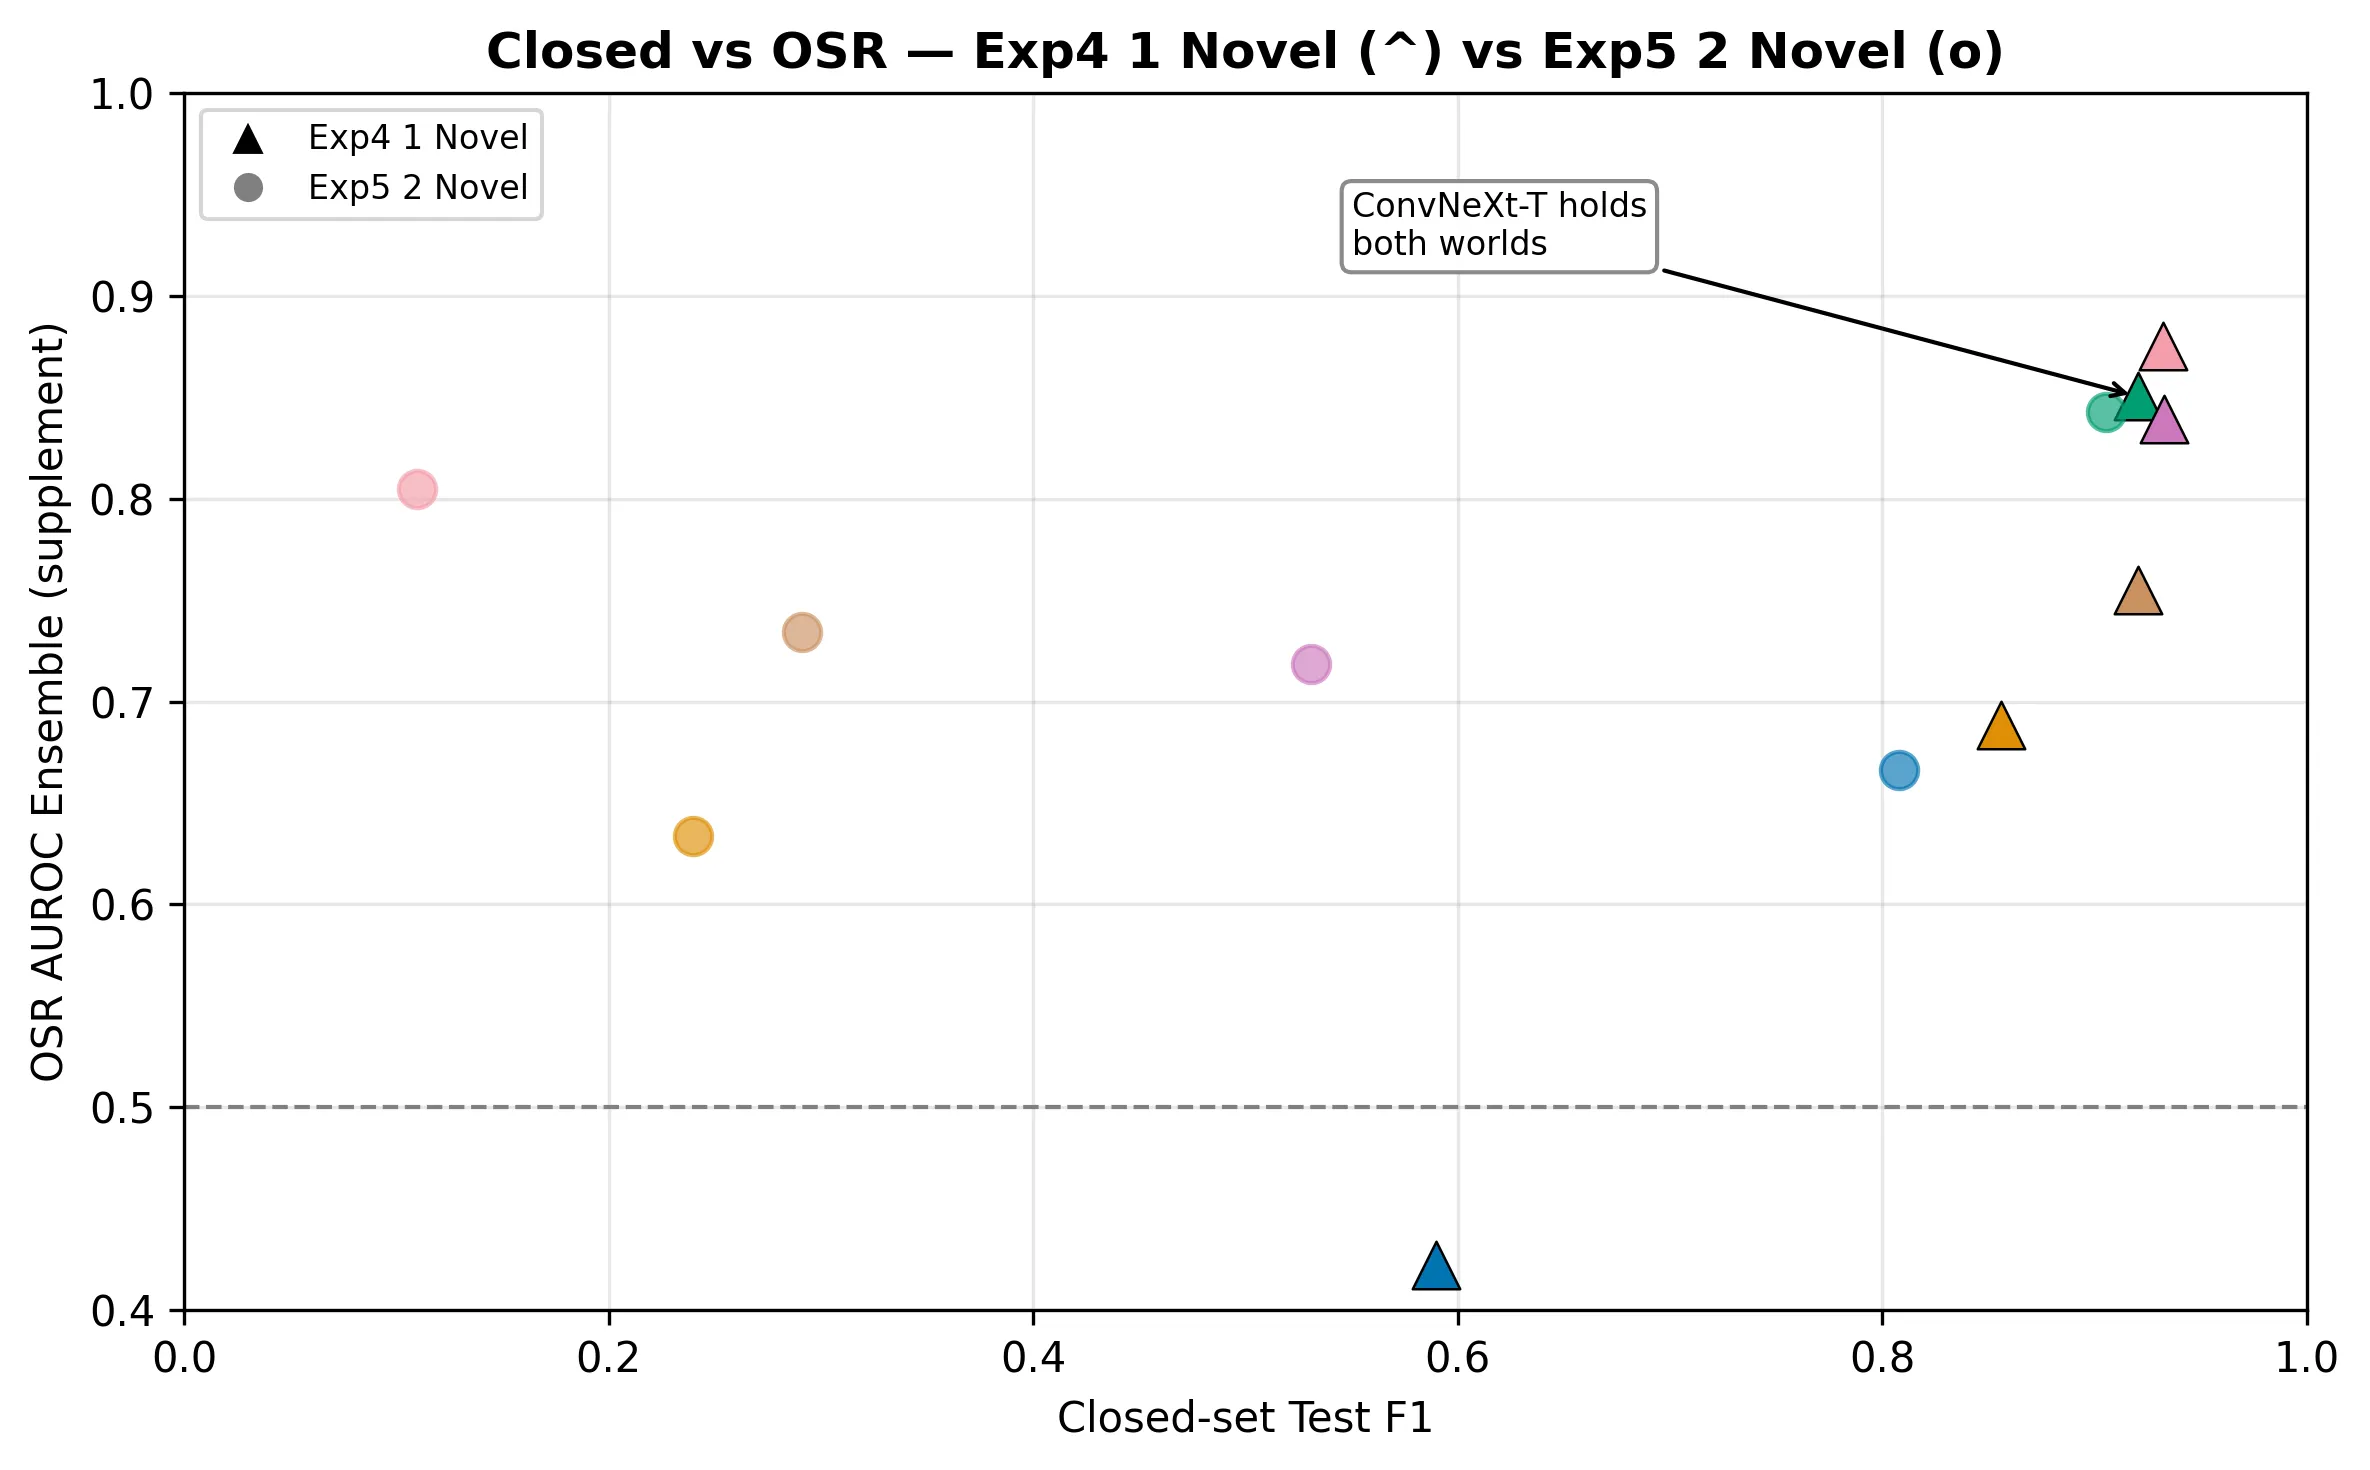 Closed vs OSR — Exp4 1 Novel (^) vs Exp5 2 Novel (o)
Exp4 1 Novel
Exp5 2 Novel
ConvNeXt-T holds
both worlds
OSR AUROC Ensemble (supplement)
1.0
0.9
0.8
0.7
0.6
0.5
0.4
0.0 0.2 0.4 0.6 0.8 1.0
Closed-set Test F1